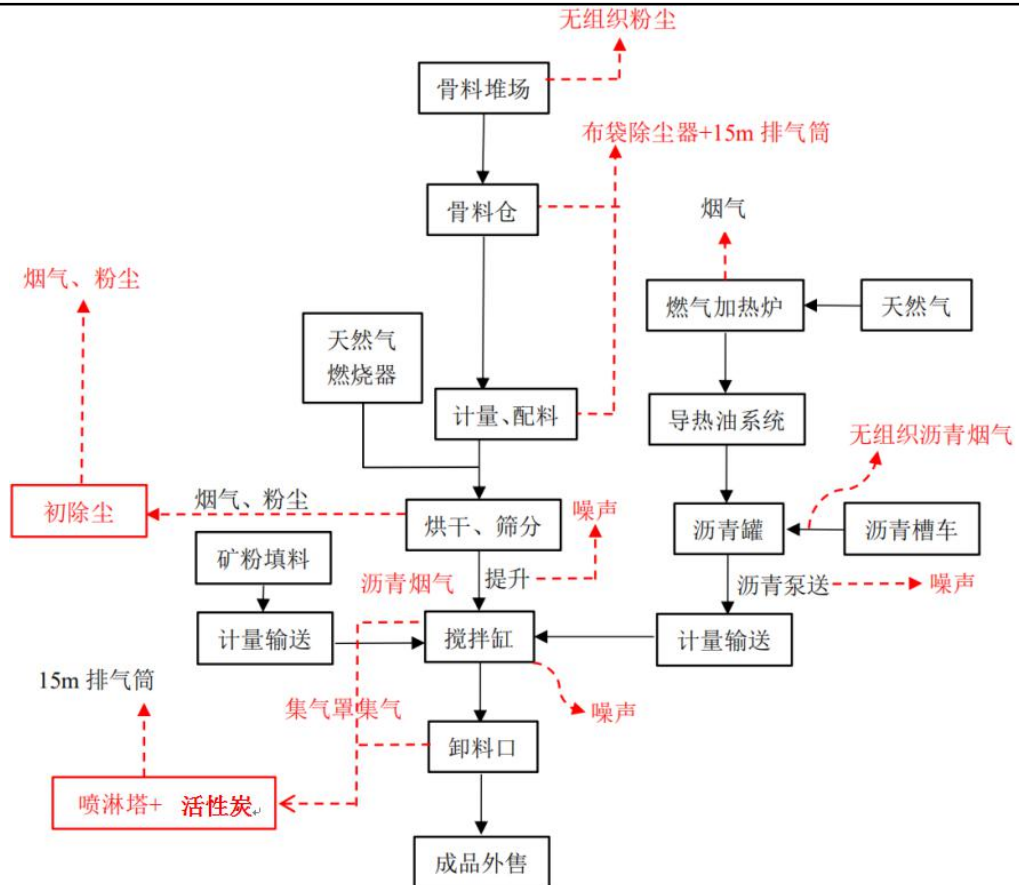 无组织粉尘
骨料堆场
布袋除尘器+15m 排气筒
骨料仓
烟气
烟气、粉尘
燃气加热炉
天然气
天然气
燃烧器
计量、配料
导热油系统
无组织沥青烟气
初除尘
烟气、粉尘
烘干、筛分
噪声
沥青罐
沥青槽车
矿粉填料
沥青烟气
提升
沥青泵送
噪声
计量输送
搅拌缸
计量输送
15m 排气筒
集气罩集气
噪声
卸料口
喷淋塔+ 活性炭
成品外售